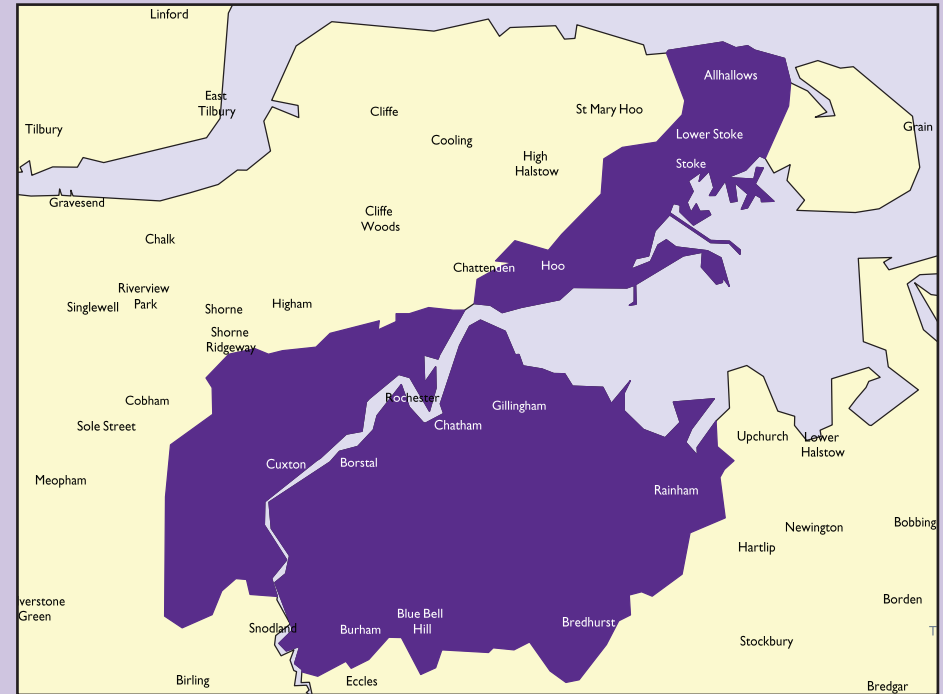 Linford
Allhallows
East
Tilbury
Cliffe
St Mary Hoo
Tilbury
Grain
Lower Stoke
Cooling
High
Halstow
Stoke
Gravesend
Cliffe
Woods
Chalk
Chattenden
Hoo
Riverview
Park
Singlewell
Shorne
Higham
Shorne
Ridgeway
Cobham
Rochester
Gillingham
Sole Street
Chatham
Upchurch
Lower
Halstow
Cuxton
Borstal
Meopham
Rainham
Newington
Bobbing
Hartlip
verstone
Green
Borden
Blue Bell
Hill
Snodland
Burham
Bredhurst
T
Stockbury
Birling
Eccles
Bredgar